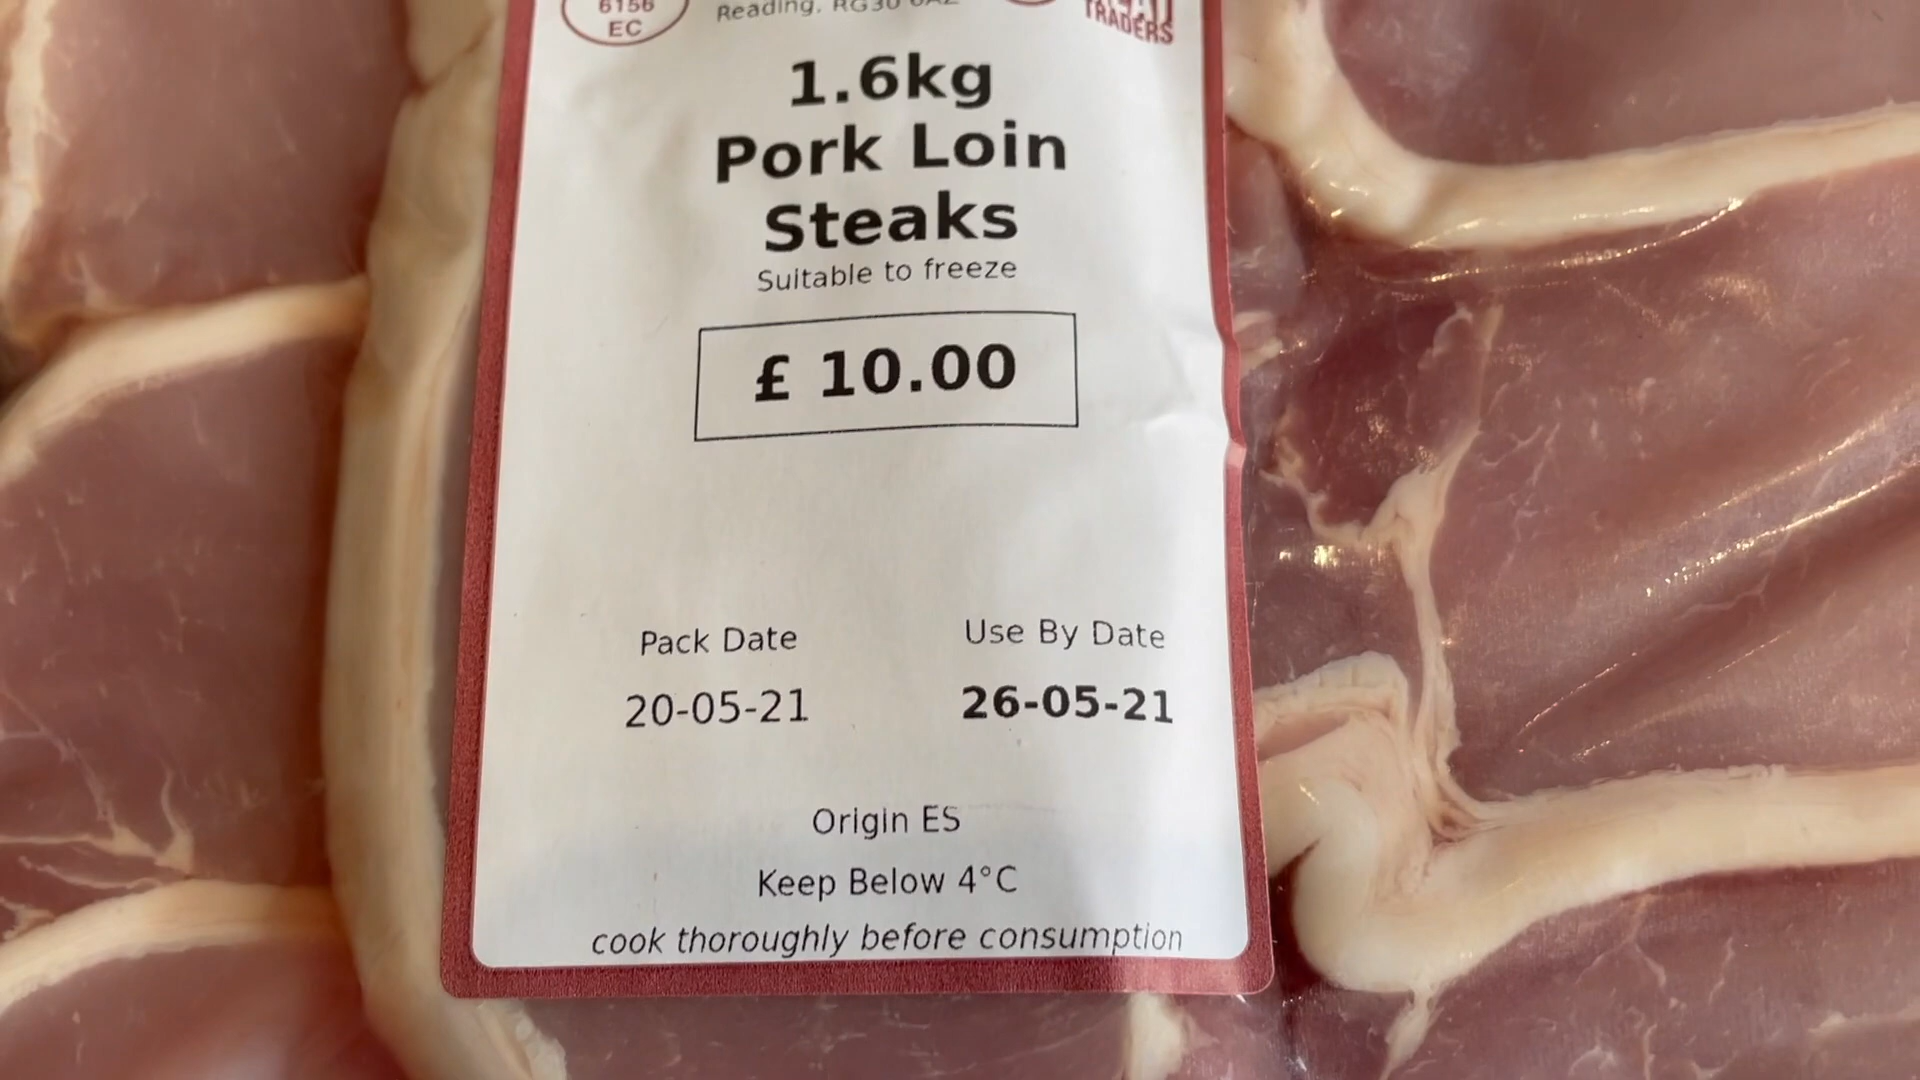 6156
EC
Reading. RG30
TRADERS
1.6kg
Pork Loin
Steaks
Suitable to freeze
£ 10.00
Pack Date
Use By Date
20-05-21
26-05-21
Origin ES
Keep Below 4°C
cook thoroughly before consumption